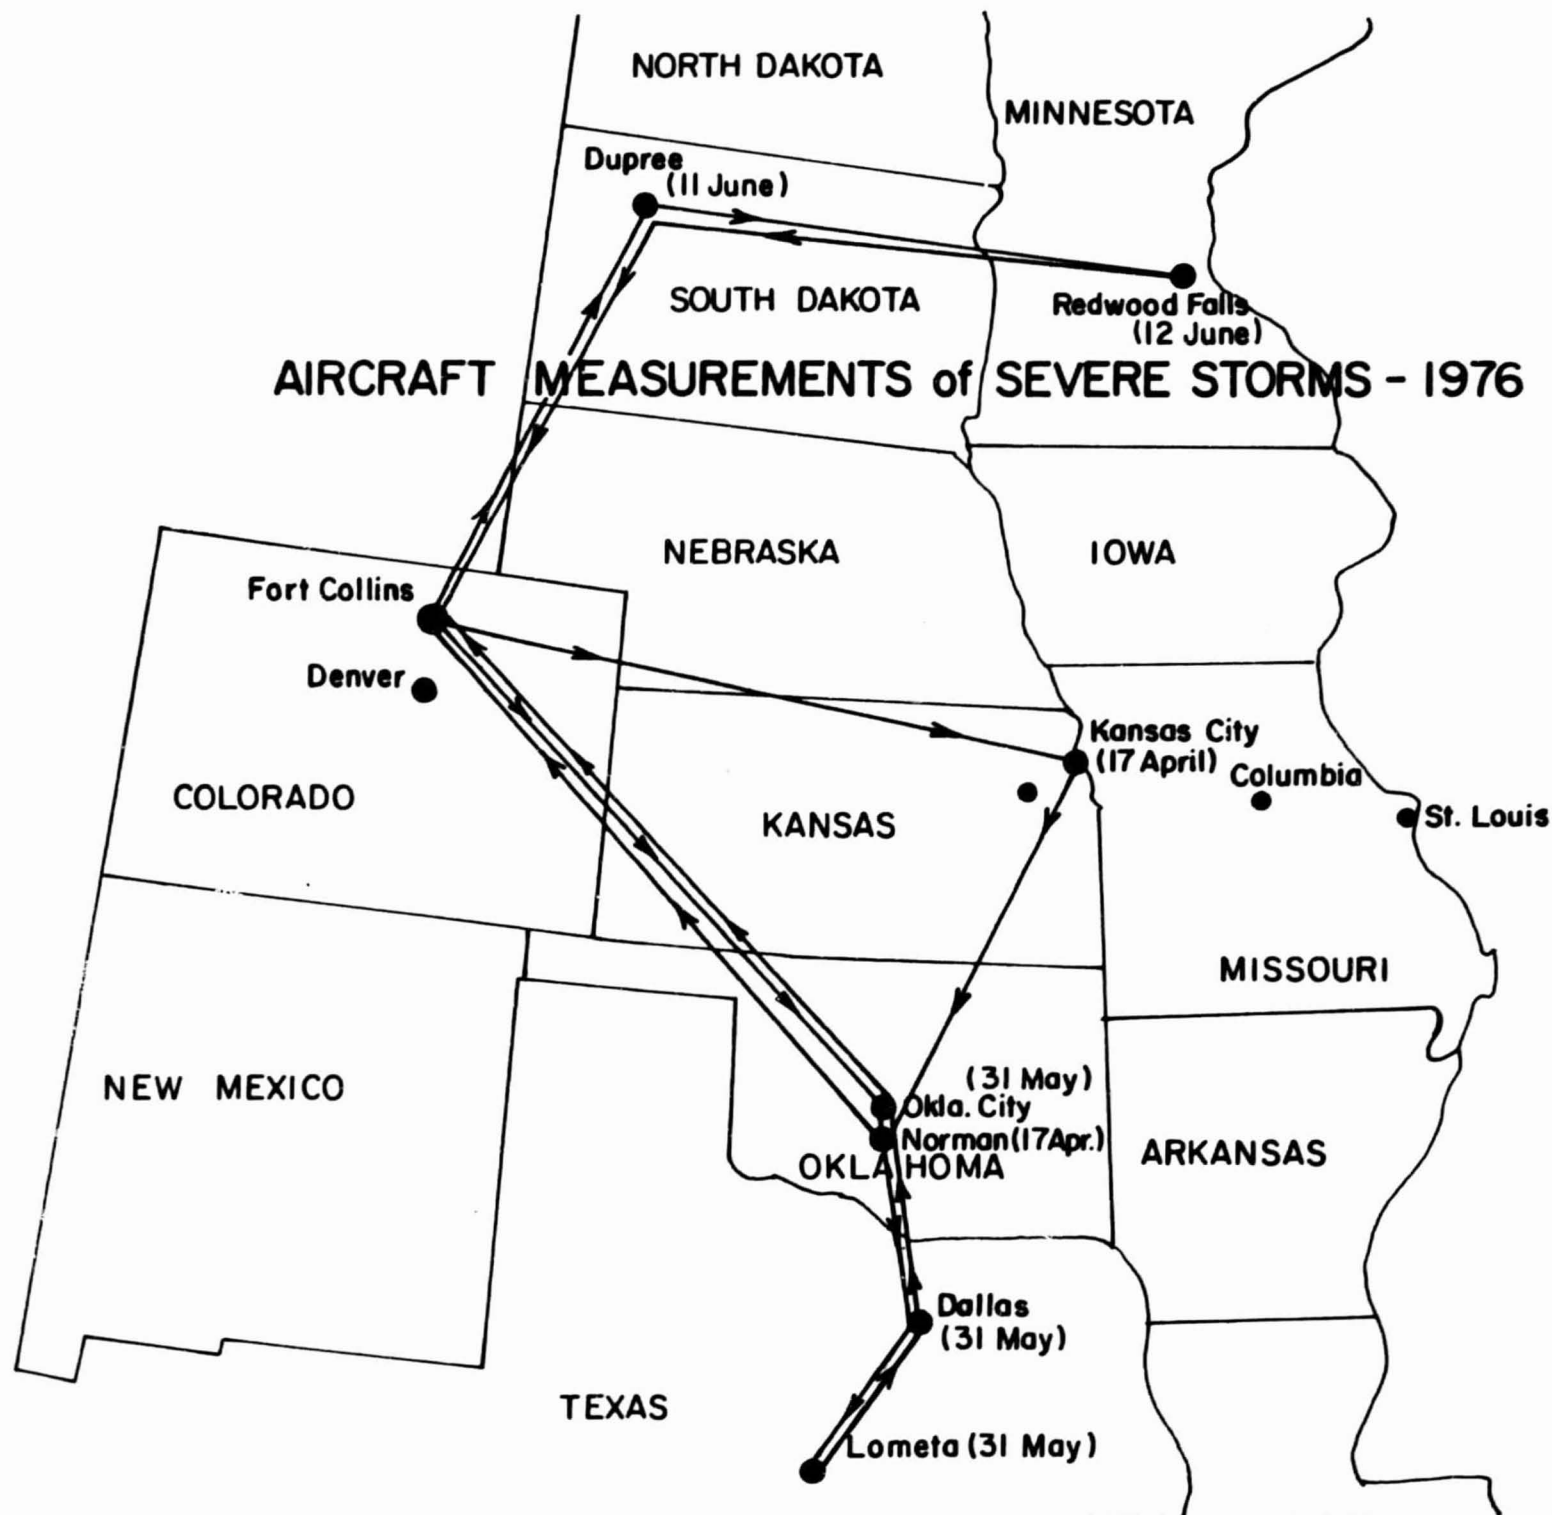 NORTH DAKOTA
MINNESOTA
Dupree
(11 June)
SOUTH DAKOTA
Redwood Falls
(12 June)
AIRCRAFT MEASUREMENTS of SEVERE STORMS - 1976
NEBRASKA
IOWA
Fort Collins
Denver
Kansas City
(17 April)
Columbia
COLORADO
KANSAS
St. Louis
MISSOURI
NEW MEXICO
(31 May)
Okla. City
Norman (17 Apr.)
OKLAHOMA
ARKANSAS
Dallas
(31 May)
TEXAS
Lometa (31 May)